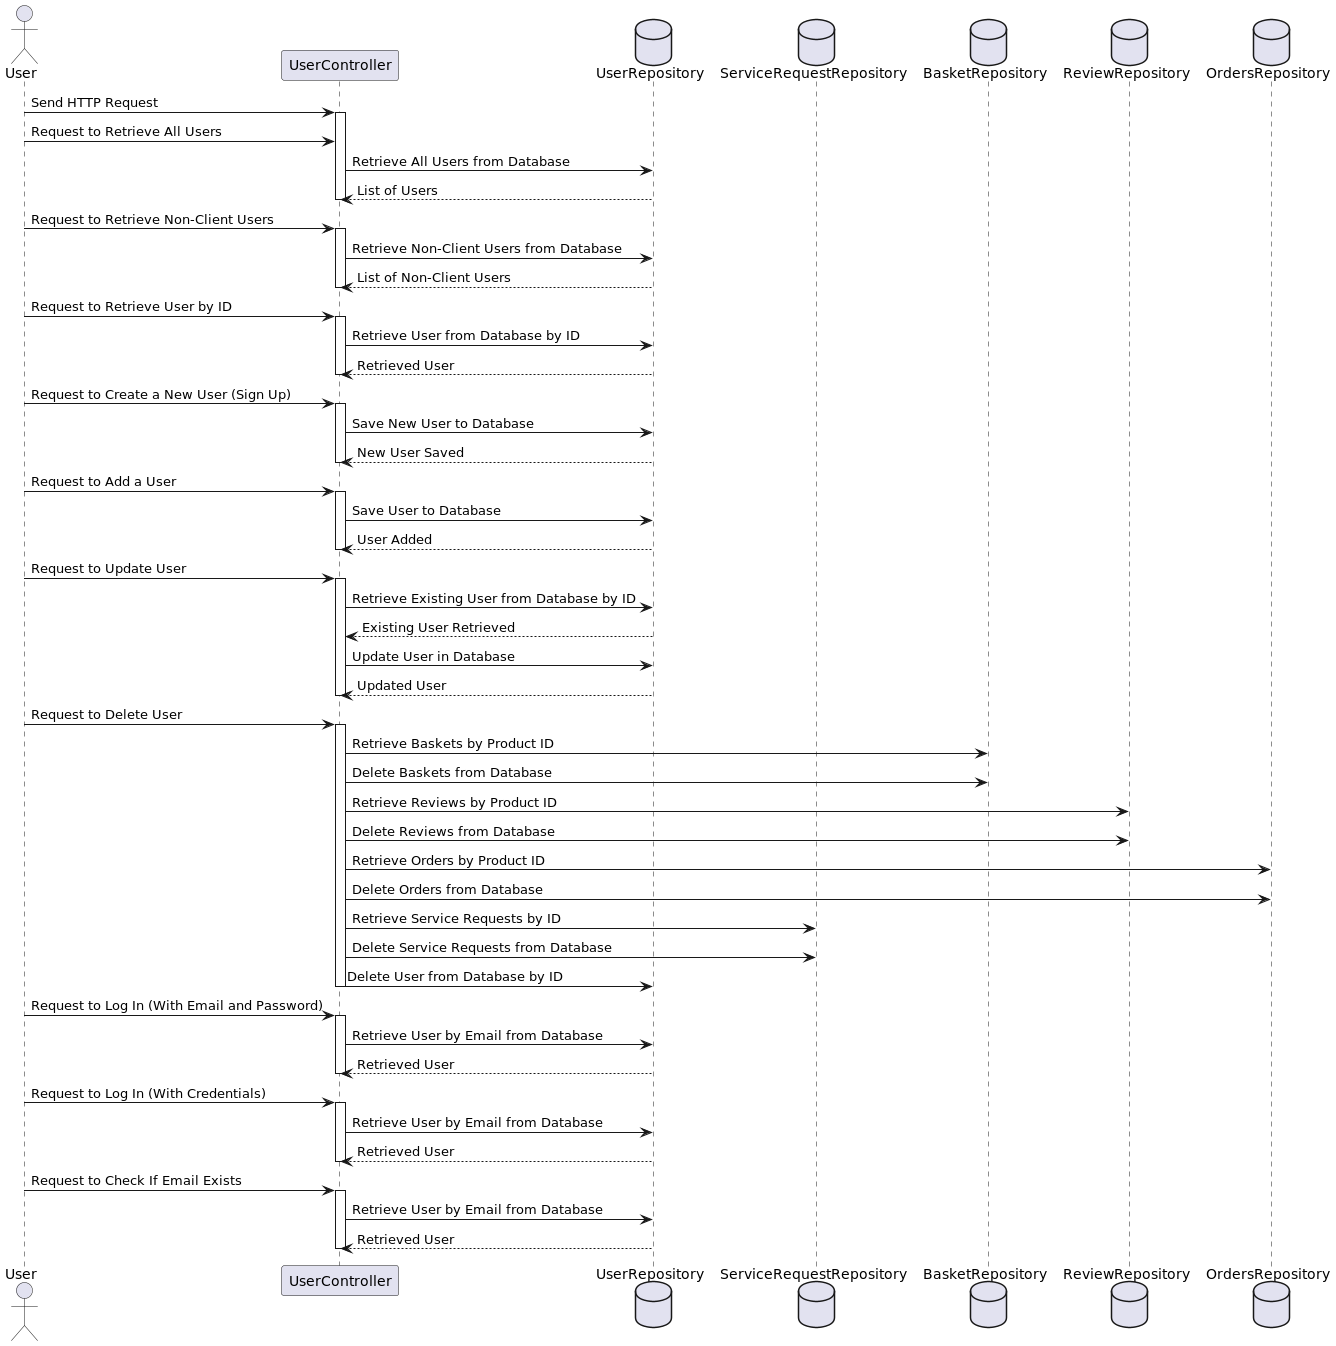 User
UserController
UserRepository
ServiceRequestRepository
BasketRepository
ReviewRepository
OrdersRepository
Send HTTP Request
Request to Retrieve All Users
Retrieve All Users from Database
List of Users
Request to Retrieve Non-Client Users
Retrieve Non-Client Users from Database
List of Non-Client Users
Request to Retrieve User by ID
Retrieve User from Database by ID
Retrieved User
Request to Create a New User (Sign Up)
Save New User to Database
New User Saved
Request to Add a User
Save User to Database
User Added
Request to Update User
Retrieve Existing User from Database by ID
Existing User Retrieved
Update User in Database
Updated User
Request to Delete User
Retrieve Baskets by Product ID
Delete Baskets from Database
Retrieve Reviews by Product ID
Delete Reviews from Database
Retrieve Orders by Product ID
Delete Orders from Database
Retrieve Service Requests by ID
Delete Service Requests from Database
Delete User from Database by ID
Request to Log In (With Email and Password)
Retrieve User by Email from Database
Retrieved User
Request to Log In (With Credentials)
Retrieve User by Email from Database
Retrieved User
Request to Check If Email Exists
Retrieve User by Email from Database
Retrieved User
User
UserController
UserRepository
ServiceRequestRepository
BasketRepository
ReviewRepository
OrdersRepository